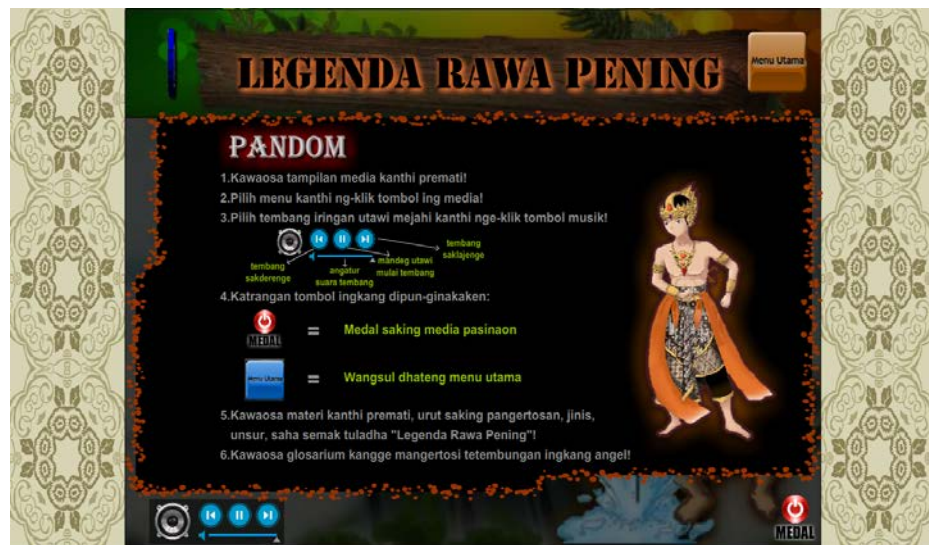 LEGENDA RAWA PENING
Menu Utama
PANDOM
1.Kawaosa tampilan media kanthi premati!
2.Pilih menu kanthi ng-klik tombol ing media!
3.Pilih tembang iringan utawi mejahi kanthi nge-klik tombol musik!
tembang
sakderenge
angatur
suara tembang
mandeg utawi
mulai tembang
tembang
saklajenge
4.Katrangan tombol ingkang dipun-ginakaken:
MEDAL
= Medal saking media pasinaon
Menu Utama
= Wangsul dhateng menu utama
5.Kawaosa materi kanthi premati, urut saking pangertosan, jinis,
unsur, saha semak tuladha "Legenda Rawa Pening"!
6.Kawaosa glosarium kangge mangertosi tetembungan ingkang angel!
MEDAL